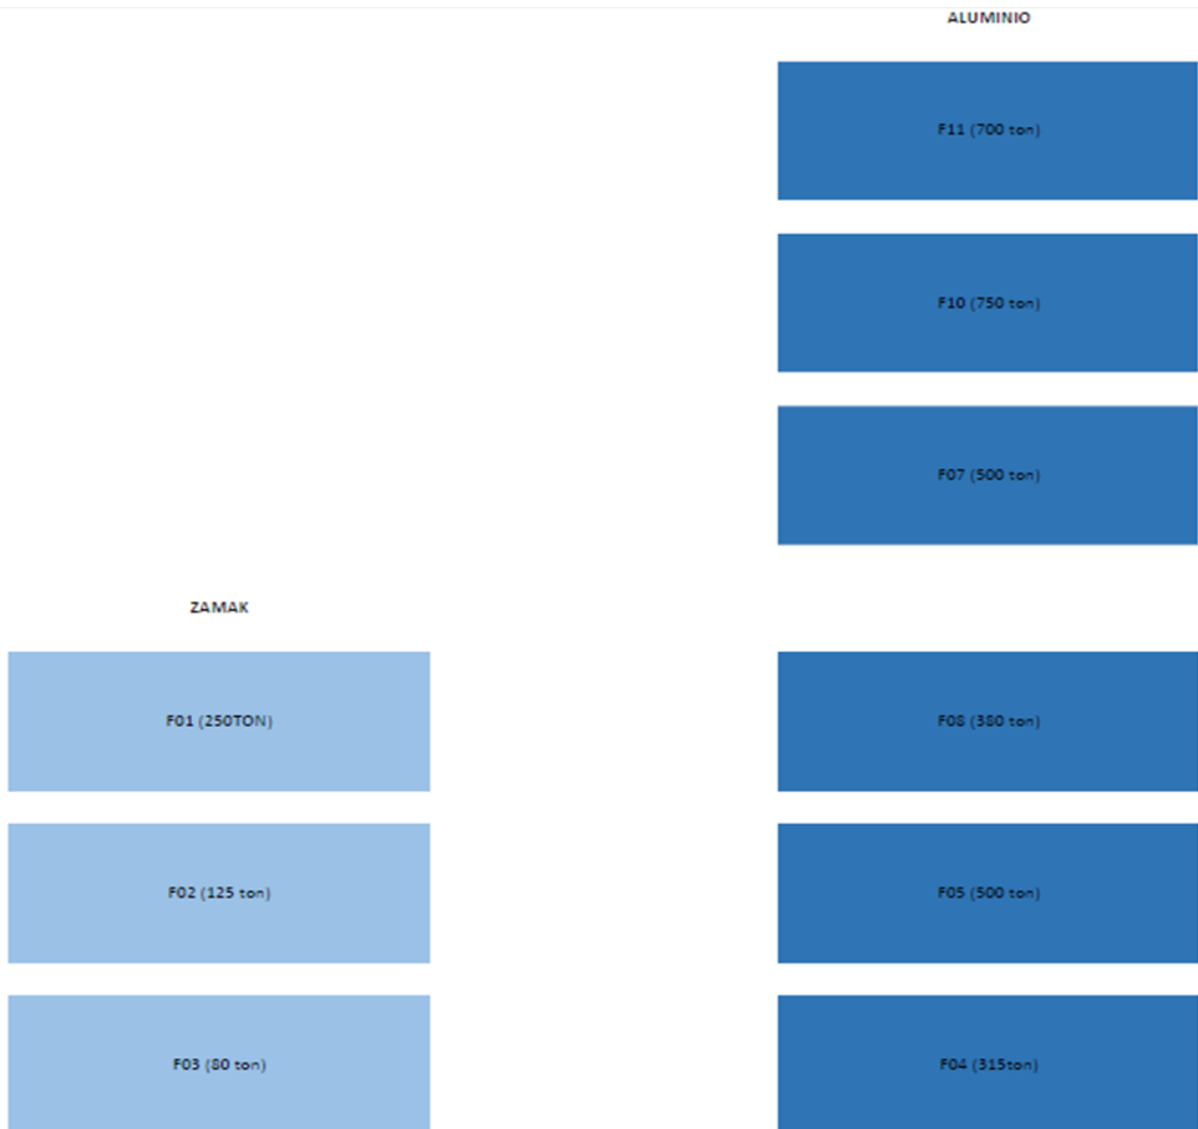 ALUMINIO
F11 (700 ton)
F10 (750 ton)
F07 (500 ton)
ZAMAK
F01 (250TON)
F08 (380 ton)
F02 (125 ton)
F05 (500 ton)
F03 (80 ton)
F04 (315ton)